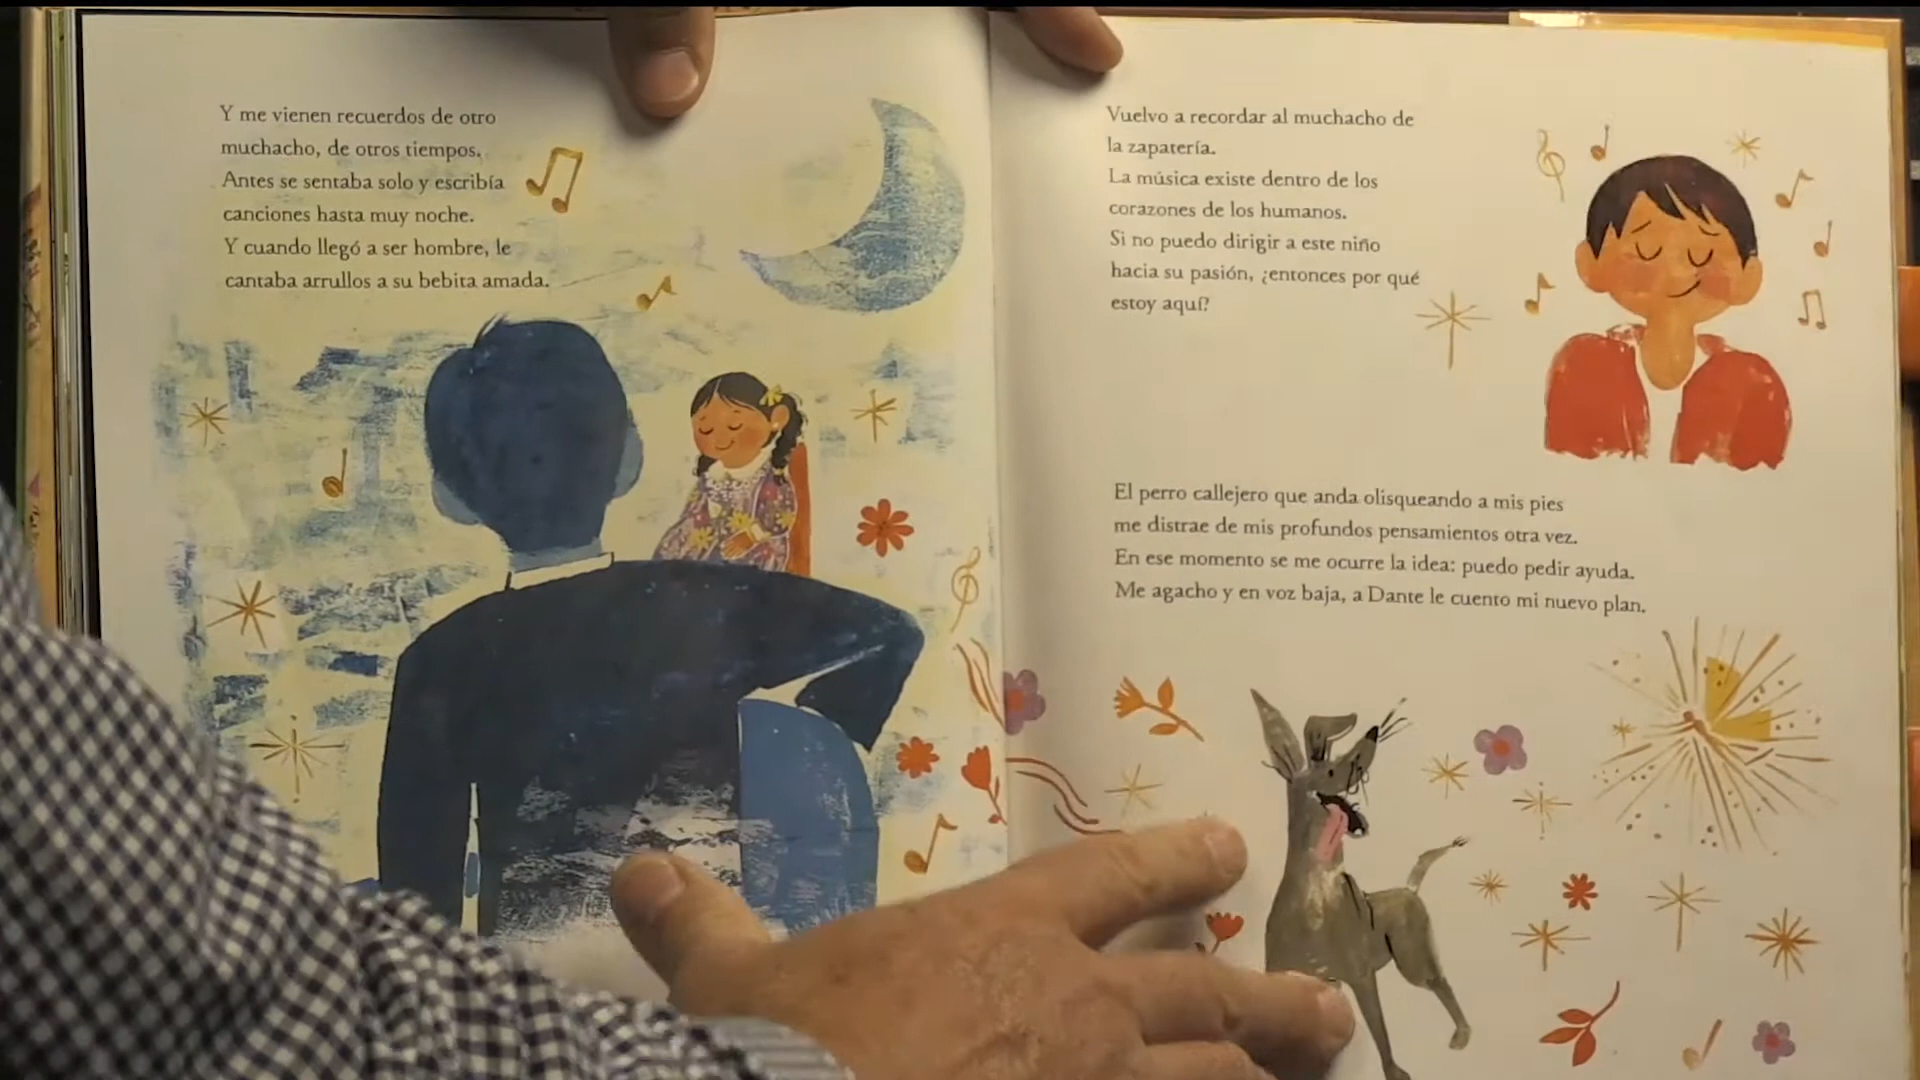 Y me vienen recuerdos de otro
muchacho, de otros tiempos.
Antes se sentaba solo y escribía
canciones hasta muy noche.
Y cuando llegó a ser hombre, le
cantaba arrullos a su bebita amada.
Vuelvo a recordar al muchacho de
la zapatería.
La música existe dentro de los
corazones de los humanos.
Si no puedo dirigir a este niño
hacia su pasión, ¿entonces por qué
estoy aquí?
El perro callejero que anda olisqueando a mis pies
me distrae de mis profundos pensamientos otra vez.
En ese momento se me ocurre la idea: puedo pedir ayuda.
Me agacho y en voz baja, a Dante le cuento mi nuevo plan.